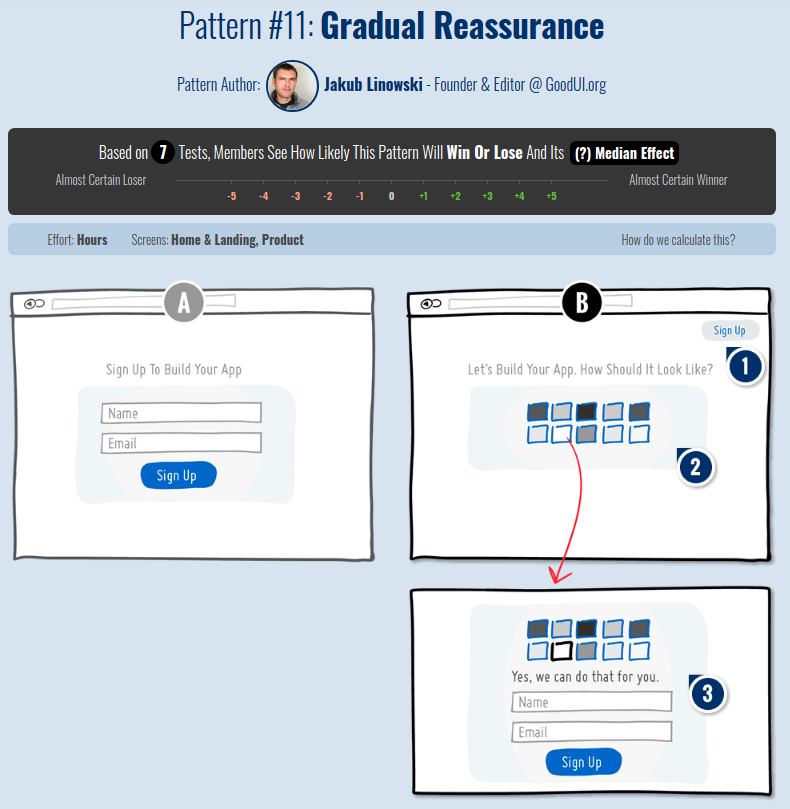 Pattern #11: Gradual Reassurance
Pattern Author: Jakub Linowski - Founder & Editor @ GoodUI.org
Based on 7 Tests, Members See How Likely This Pattern Will Win Or Lose And Its (?) Median Effect
Almost Certain Loser
Almost Certain Winner
-5 -4 -3 -2 -1 0 +1 +2 +3 +4 +5
Effort: Hours Screens: Home & Landing, Product How do we calculate this?
A
Sign Up To Build Your App
Name
Email
Sign Up
B
Sign Up
1
Let's Build Your App. How Should It Look Like?
2
Yes, we can do that for you.
3
Name
Email
Sign Up